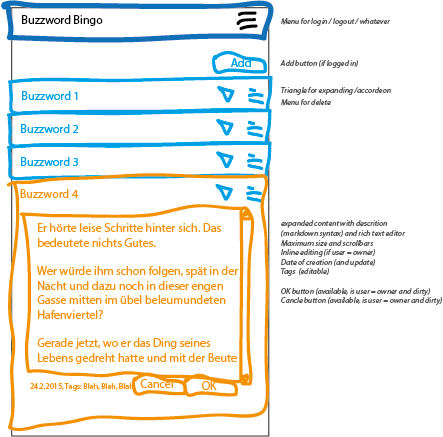 Buzzword Bingo
Menu for login / logout / whatever
Add
Add button (if logged in)
Buzzword 1
Triangle for expanding /accordeon
Menu for delete
Buzzword 2
Buzzword 3
Buzzword 4
Er hörte leise Schritte hinter sich. Das
bedeutete nichts Gutes.
Wer würde ihm schon folgen, spät in der
Nacht und dazu noch in dieser engen
Gasse mitten im übel beleumundeten
Hafenviertel?
Gerade jetzt, wo er das Ding seines
Lebens gedreht hatte und mit der Beute
24.2.2015, Tags: Blah, Blah, Blah
Cancel
OK
expanded content with descrition
(markdown syntax) and rich text editor
Maximum size and scrollbars
Inline editing (if user = owner)
Date of creation (and update)
Tags (editable)
OK button (available, is user = owner and dirty)
Cancle button (available, is user = owner and dirty)